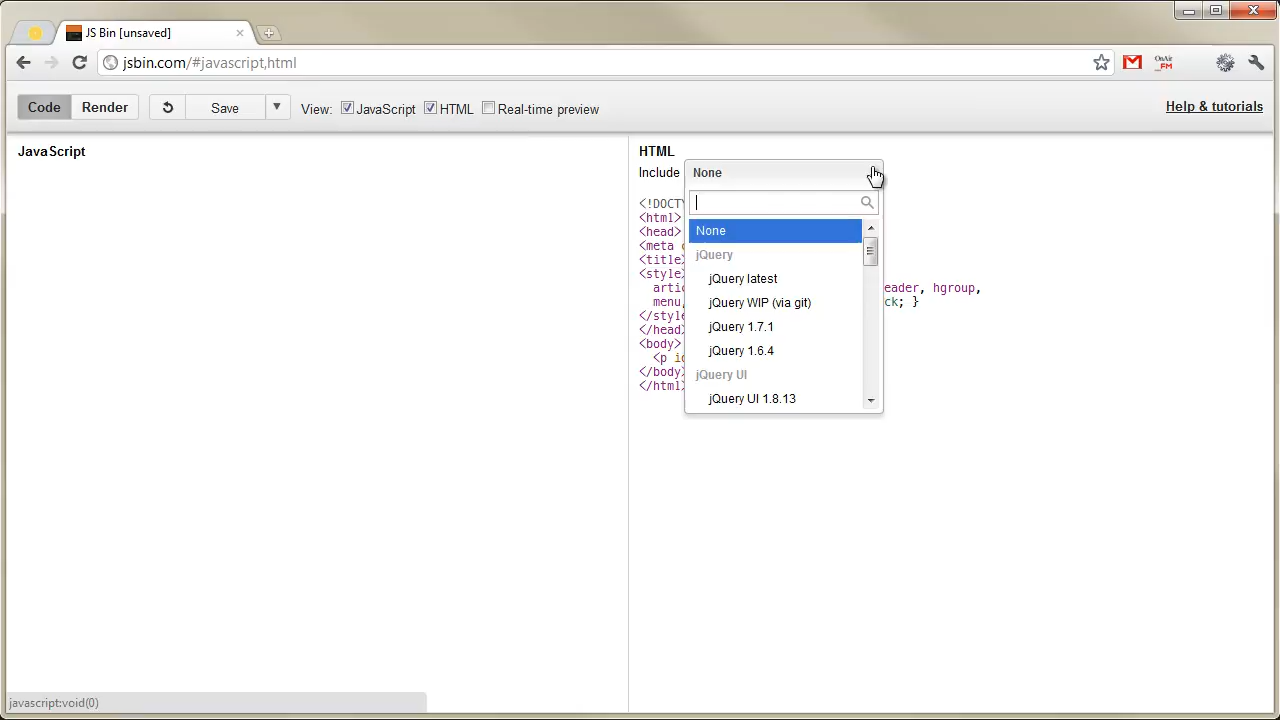 JS Bin [unsaved]
jsbin.com/#javascript,html
OnAir
_FM
Code Render Save View: JavaScript HTML Real-time preview Help & tutorials
JavaScript
HTML
Include None
None
jQuery
jQuery latest
jQuery WIP (via git)
jQuery 1.7.1
jQuery 1.6.4
jQuery UI
jQuery UI 1.8.13
<!DOCTY
<html>
<head>
<meta c
<title>
<style>
artic eader, hgroup,
menu, ck; }
</style
</head>
<body>
<p id
</body>
</html>
javascript:void(0)